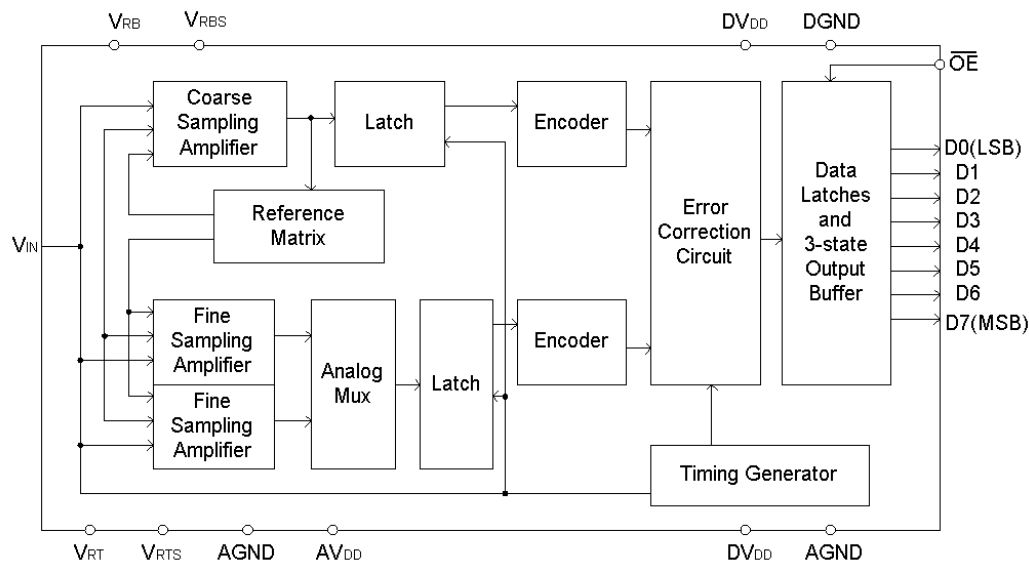 VRB
VRBS
DVDD
DGND
OE
Coarse
Sampling
Amplifier
Latch
Encoder
Reference
Matrix
VIN
Error
Correction
Circuit
Data
Latches
and
3-state
Output
Buffer
D0(LSB)
D1
D2
D3
D4
D5
D6
D7(MSB)
Fine
Sampling
Amplifier
Fine
Sampling
Amplifier
Analog
Mux
Latch
Encoder
Timing Generator
VRT
VRTS
AGND
AVDD
DVDD
AGND